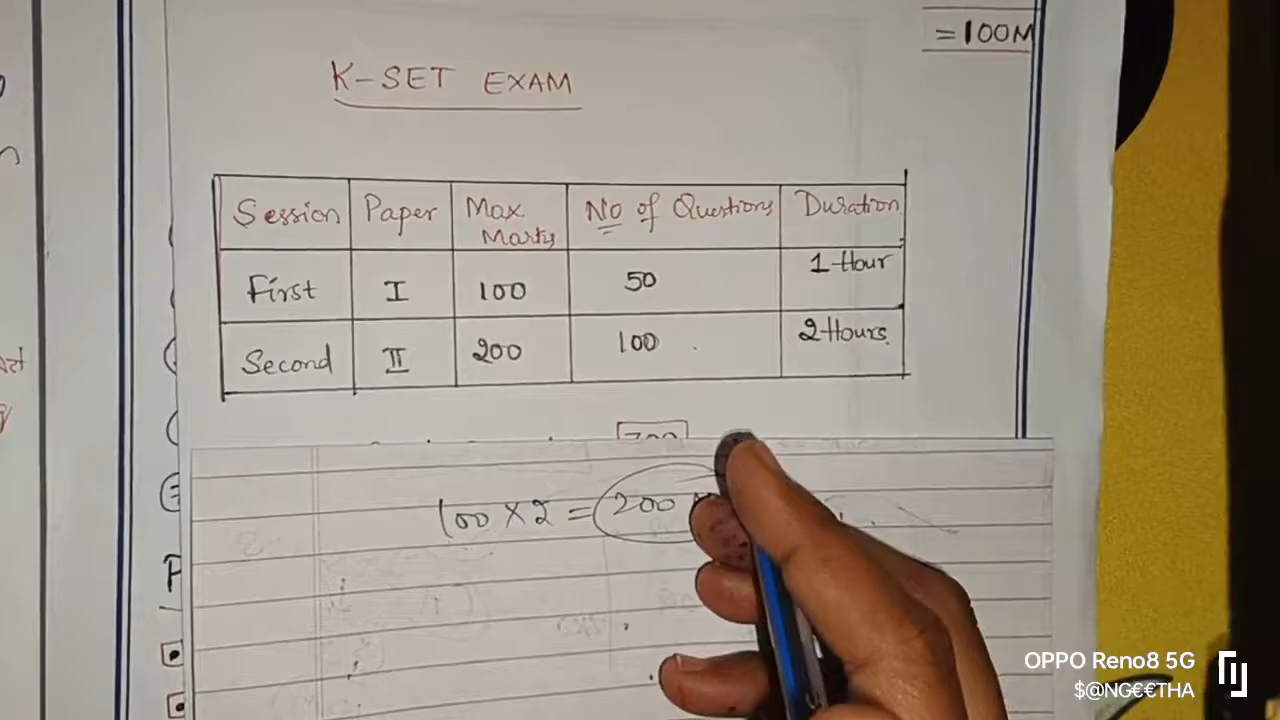 = 100M
K-SET EXAM
Session Paper Max Marks No of Questions Duration
First I 100 50 1 Hour
Second II 200 100 2 Hours.
100 x 2 = 200
OPPO Reno8 5G
$@NG€€THA